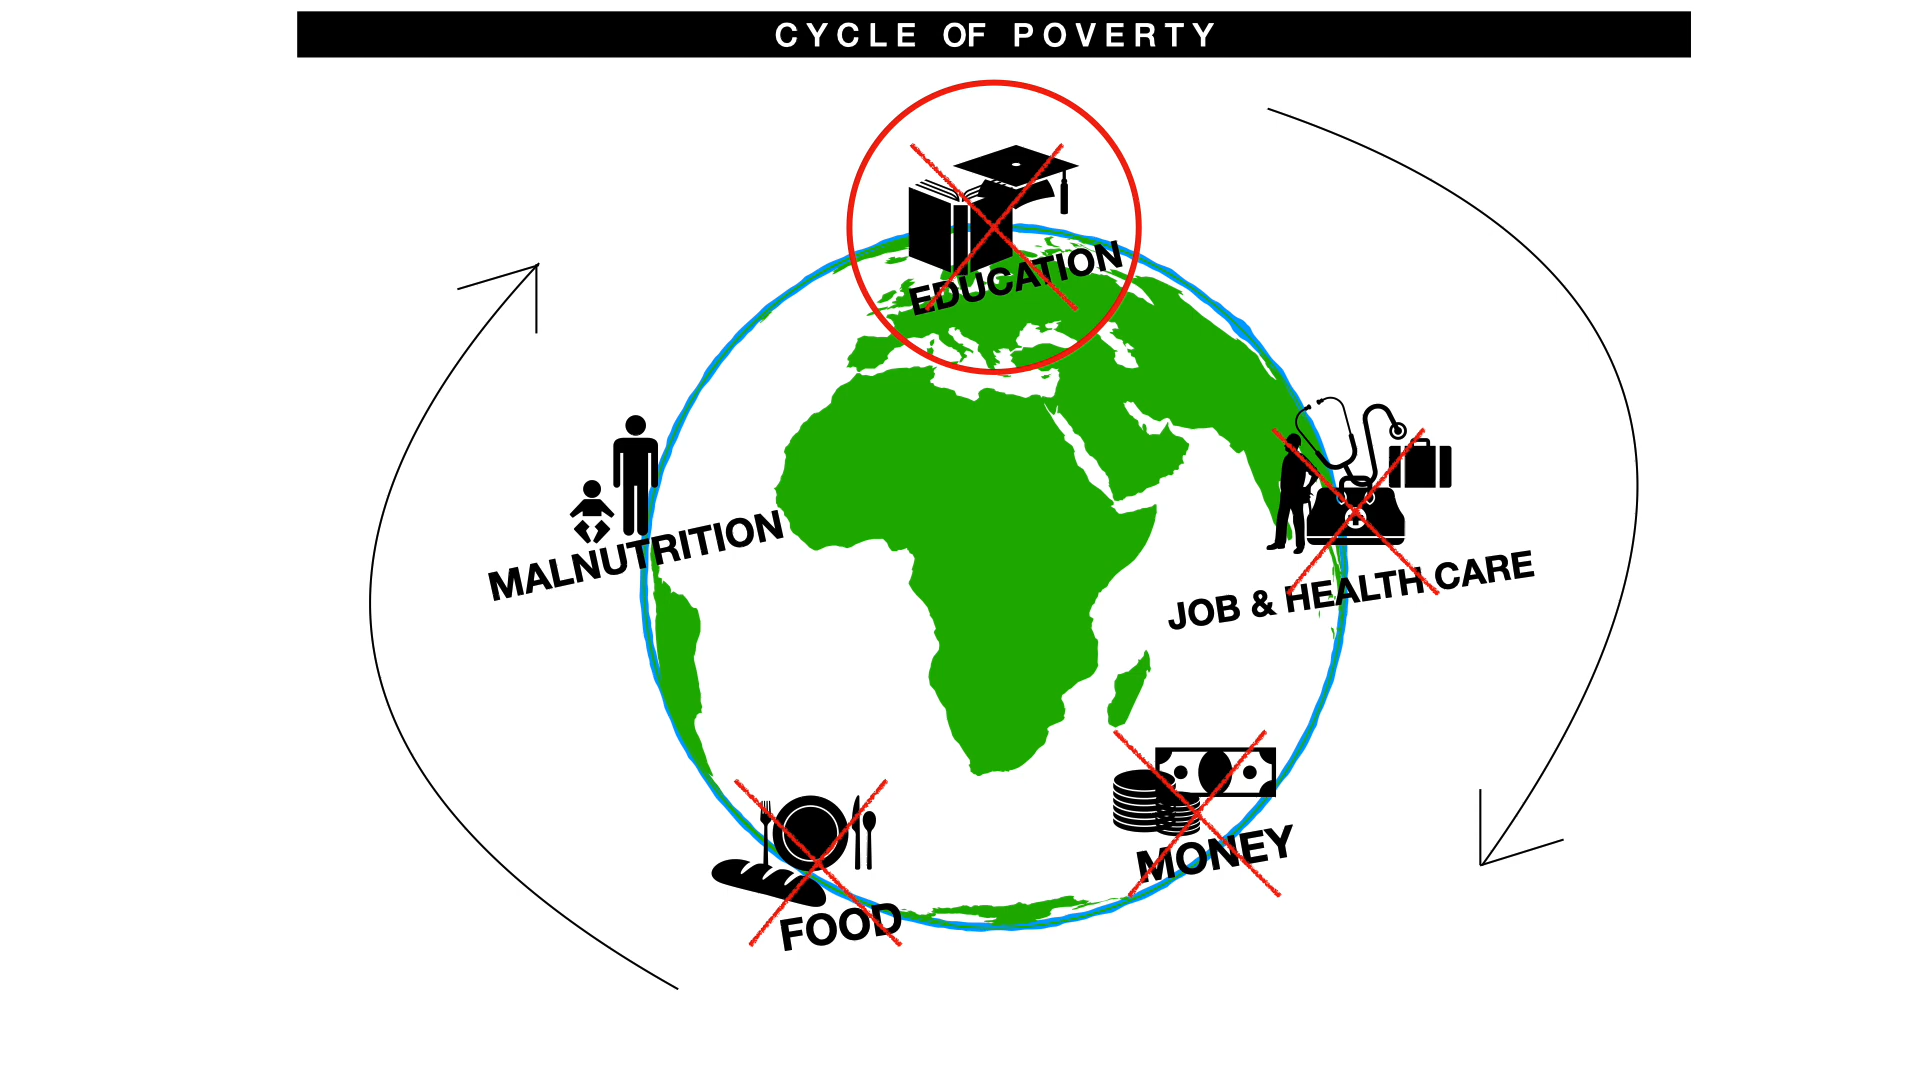 CYCLE OF POVERTY
EDUCATION
JOB & HEALTH CARE
MONEY
FOOD
MALNUTRITION